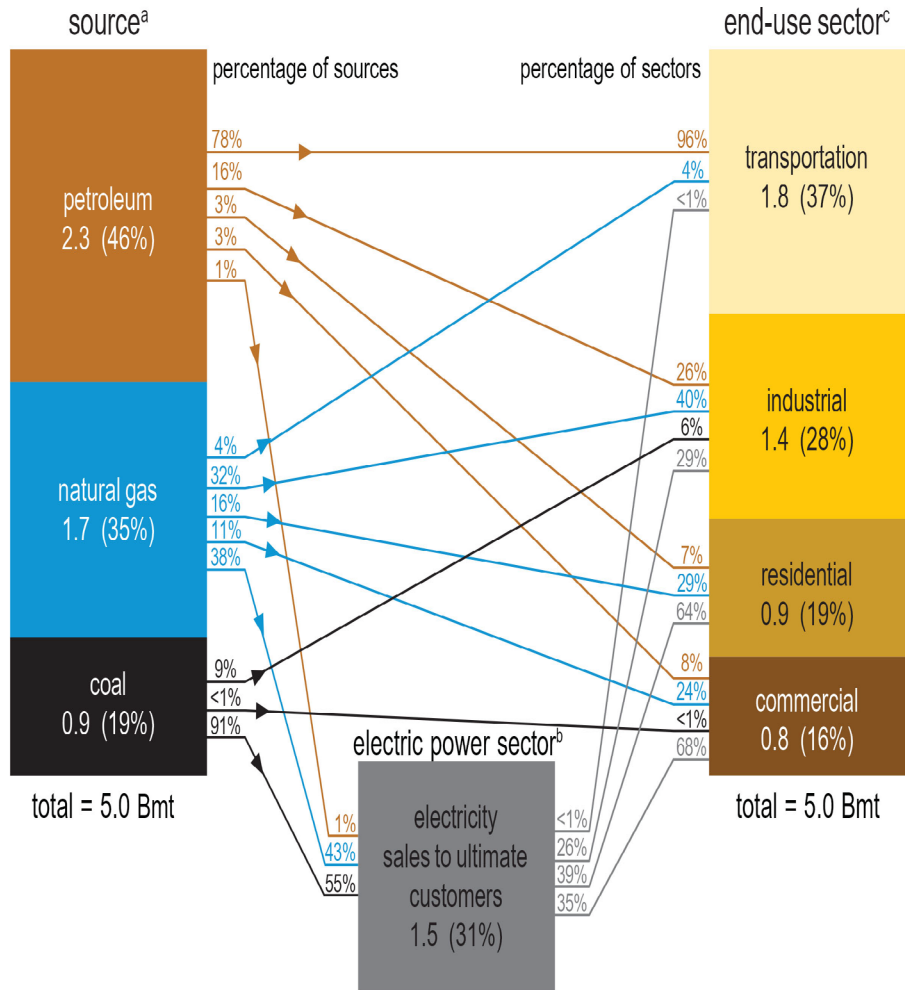 sourceᵃ
end-use sectorᶜ
percentage of sources
percentage of sectors
petroleum
2.3 (46%)
78%
16%
3%
3%
1%
natural gas
1.7 (35%)
4%
32%
16%
11%
38%
coal
0.9 (19%)
9%
<1%
91%
total = 5.0 Bmt
electric power sectorᵇ
1%
43%
55%
electricity
sales to ultimate
customers
1.5 (31%)
<1%
26%
39%
35%
96%
4%
<1%
transportation
1.8 (37%)
26%
40%
6%
29%
industrial
1.4 (28%)
7%
29%
64%
residential
0.9 (19%)
8%
24%
<1%
68%
commercial
0.8 (16%)
total = 5.0 Bmt